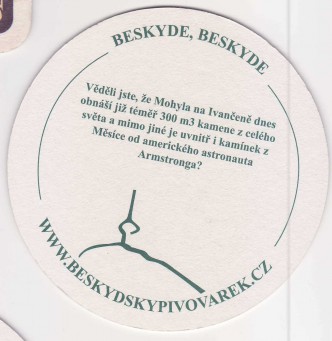 BESKYDE, BESKYDE
Věděli jste, že Mohyla na Ivančeně dnes
obnáší již téměř 300 m3 kamene z celého
světa a mimo jiné je uvnitř i kamínek z
Měsíce od amerického astronauta
Armstronga?
WWW.BESKYDSKYPIVOVAREK.CZ